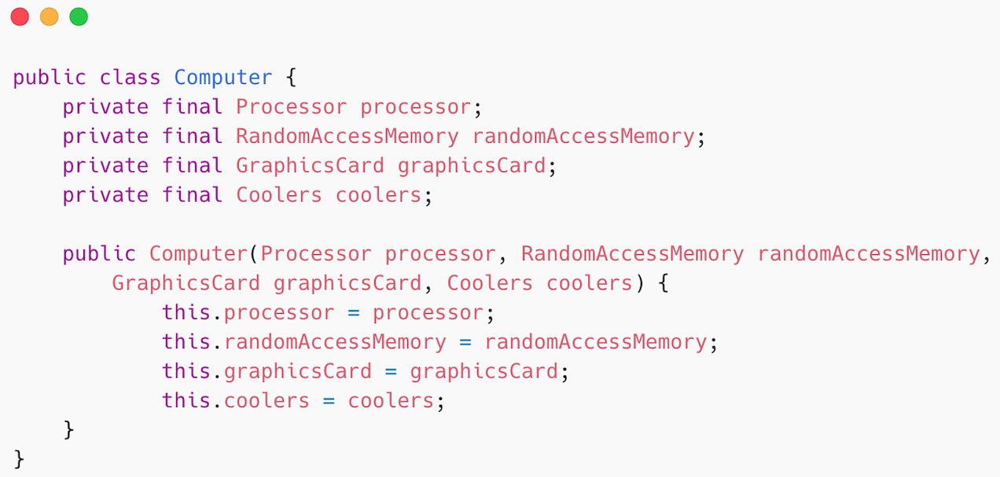 public class Computer {
    private final Processor processor;
    private final RandomAccessMemory randomAccessMemory;
    private final GraphicsCard graphicsCard;
    private final Coolers coolers;

    public Computer(Processor processor, RandomAccessMemory randomAccessMemory,
        GraphicsCard graphicsCard, Coolers coolers) {
            this.processor = processor;
            this.randomAccessMemory = randomAccessMemory;
            this.graphicsCard = graphicsCard;
            this.coolers = coolers;
    }
}